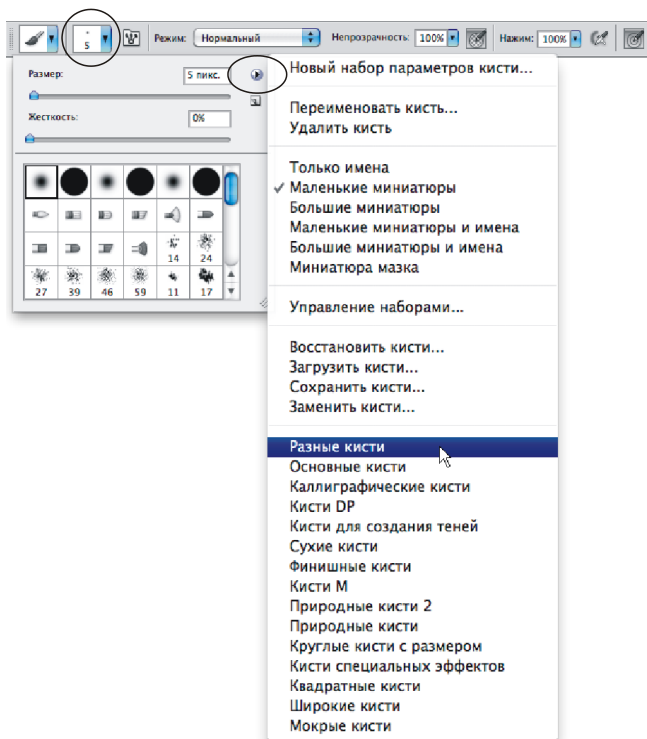 5 Режим: Нормальный Непрозрачность: 100% Нажим: 100%
Размер: 5 пикс.
Жесткость: 0%
14 24
27 39 46 59 11 17
Новый набор параметров кисти...
Переименовать кисть...
Удалить кисть
Только имена
✓ Маленькие миниатюры
Большие миниатюры
Маленькие миниатюры и имена
Большие миниатюры и имена
Миниатюра мазка
Управление наборами...
Восстановить кисти...
Загрузить кисти...
Сохранить кисти...
Заменить кисти...
Разные кисти
Основные кисти
Каллиграфические кисти
Кисти DP
Кисти для создания теней
Сухие кисти
Финишные кисти
Кисти M
Природные кисти 2
Природные кисти
Круглые кисти с размером
Кисти специальных эффектов
Квадратные кисти
Широкие кисти
Мокрые кисти